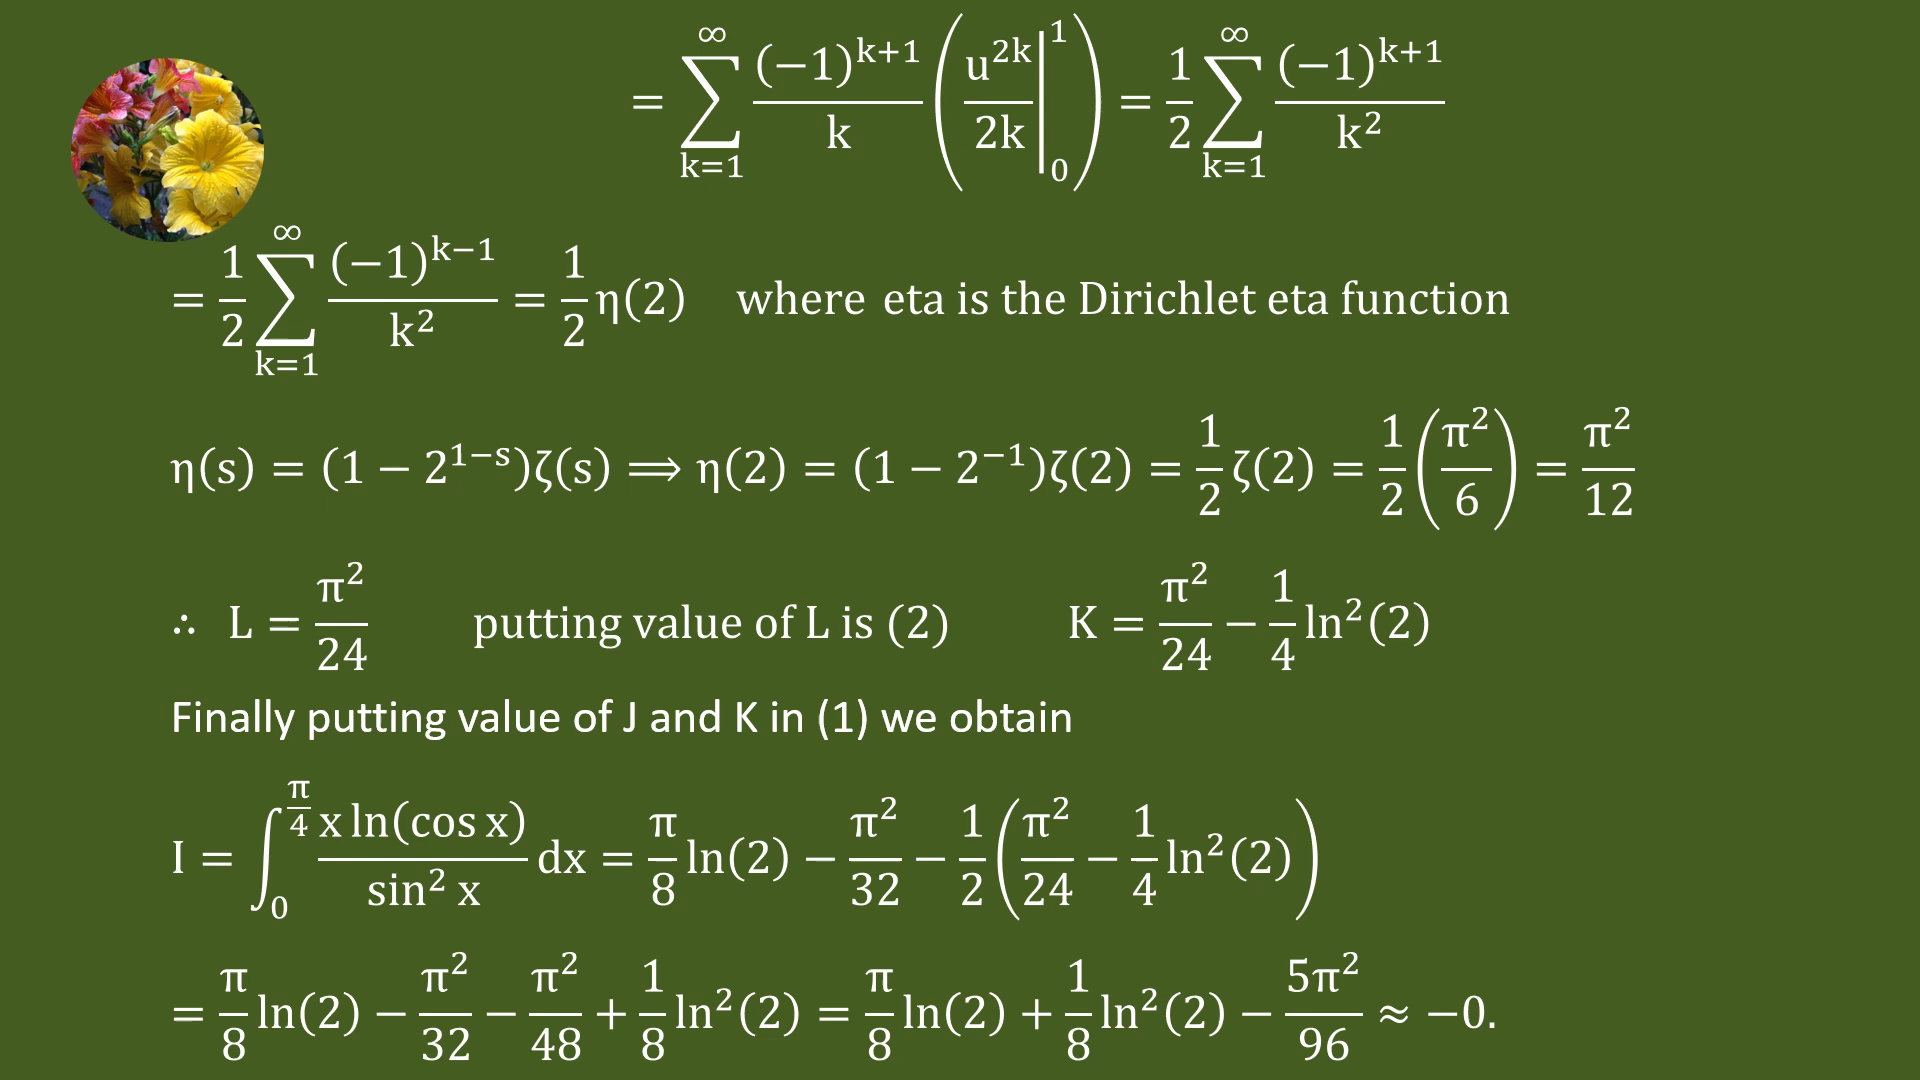 = ∑_{k=1}^{∞} (−1)^{k+1}/k (u^{2k}/2k |_0^1) = 1/2 ∑_{k=1}^{∞} (−1)^{k+1}/k²
= 1/2 ∑_{k=1}^{∞} (−1)^{k−1}/k² = 1/2 η(2) where eta is the Dirichlet eta function
η(s) = (1 − 2^{1−s})ζ(s) ⟹ η(2) = (1 − 2^{−1})ζ(2) = 1/2 ζ(2) = 1/2 (π²/6) = π²/12
∴ L = π²/24 putting value of L is (2) K = π²/24 − 1/4 ln²(2)
Finally putting value of J and K in (1) we obtain
I = ∫_0^{π/4} x ln(cos x)/sin² x dx = π/8 ln(2) − π²/32 − 1/2 (π²/24 − 1/4 ln²(2))
= π/8 ln(2) − π²/32 − π²/48 + 1/8 ln²(2) = π/8 ln(2) + 1/8 ln²(2) − 5π²/96 ≈ −0.